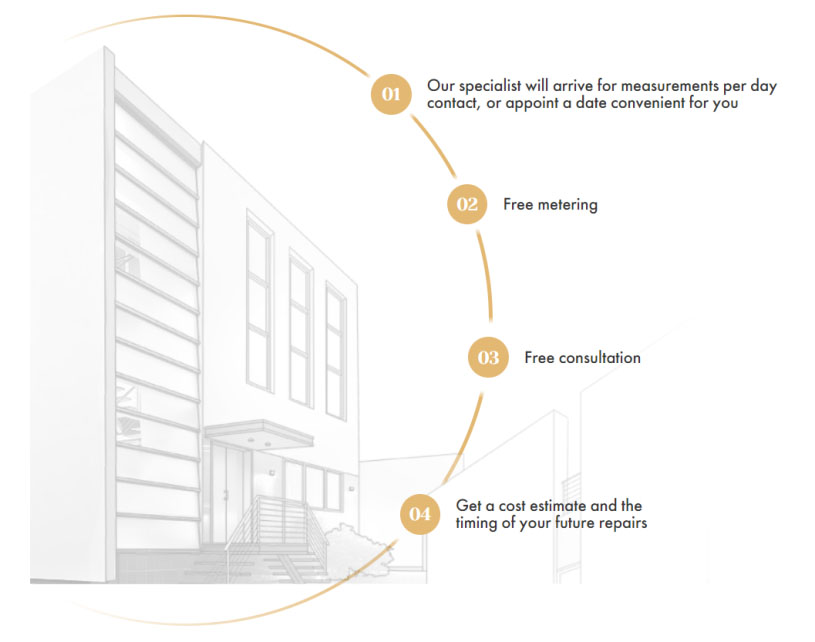 01
Our specialist will arrive for measurements per day
contact, or appoint a date convenient for you
02
Free metering
03
Free consultation
04
Get a cost estimate and the
timing of your future repairs